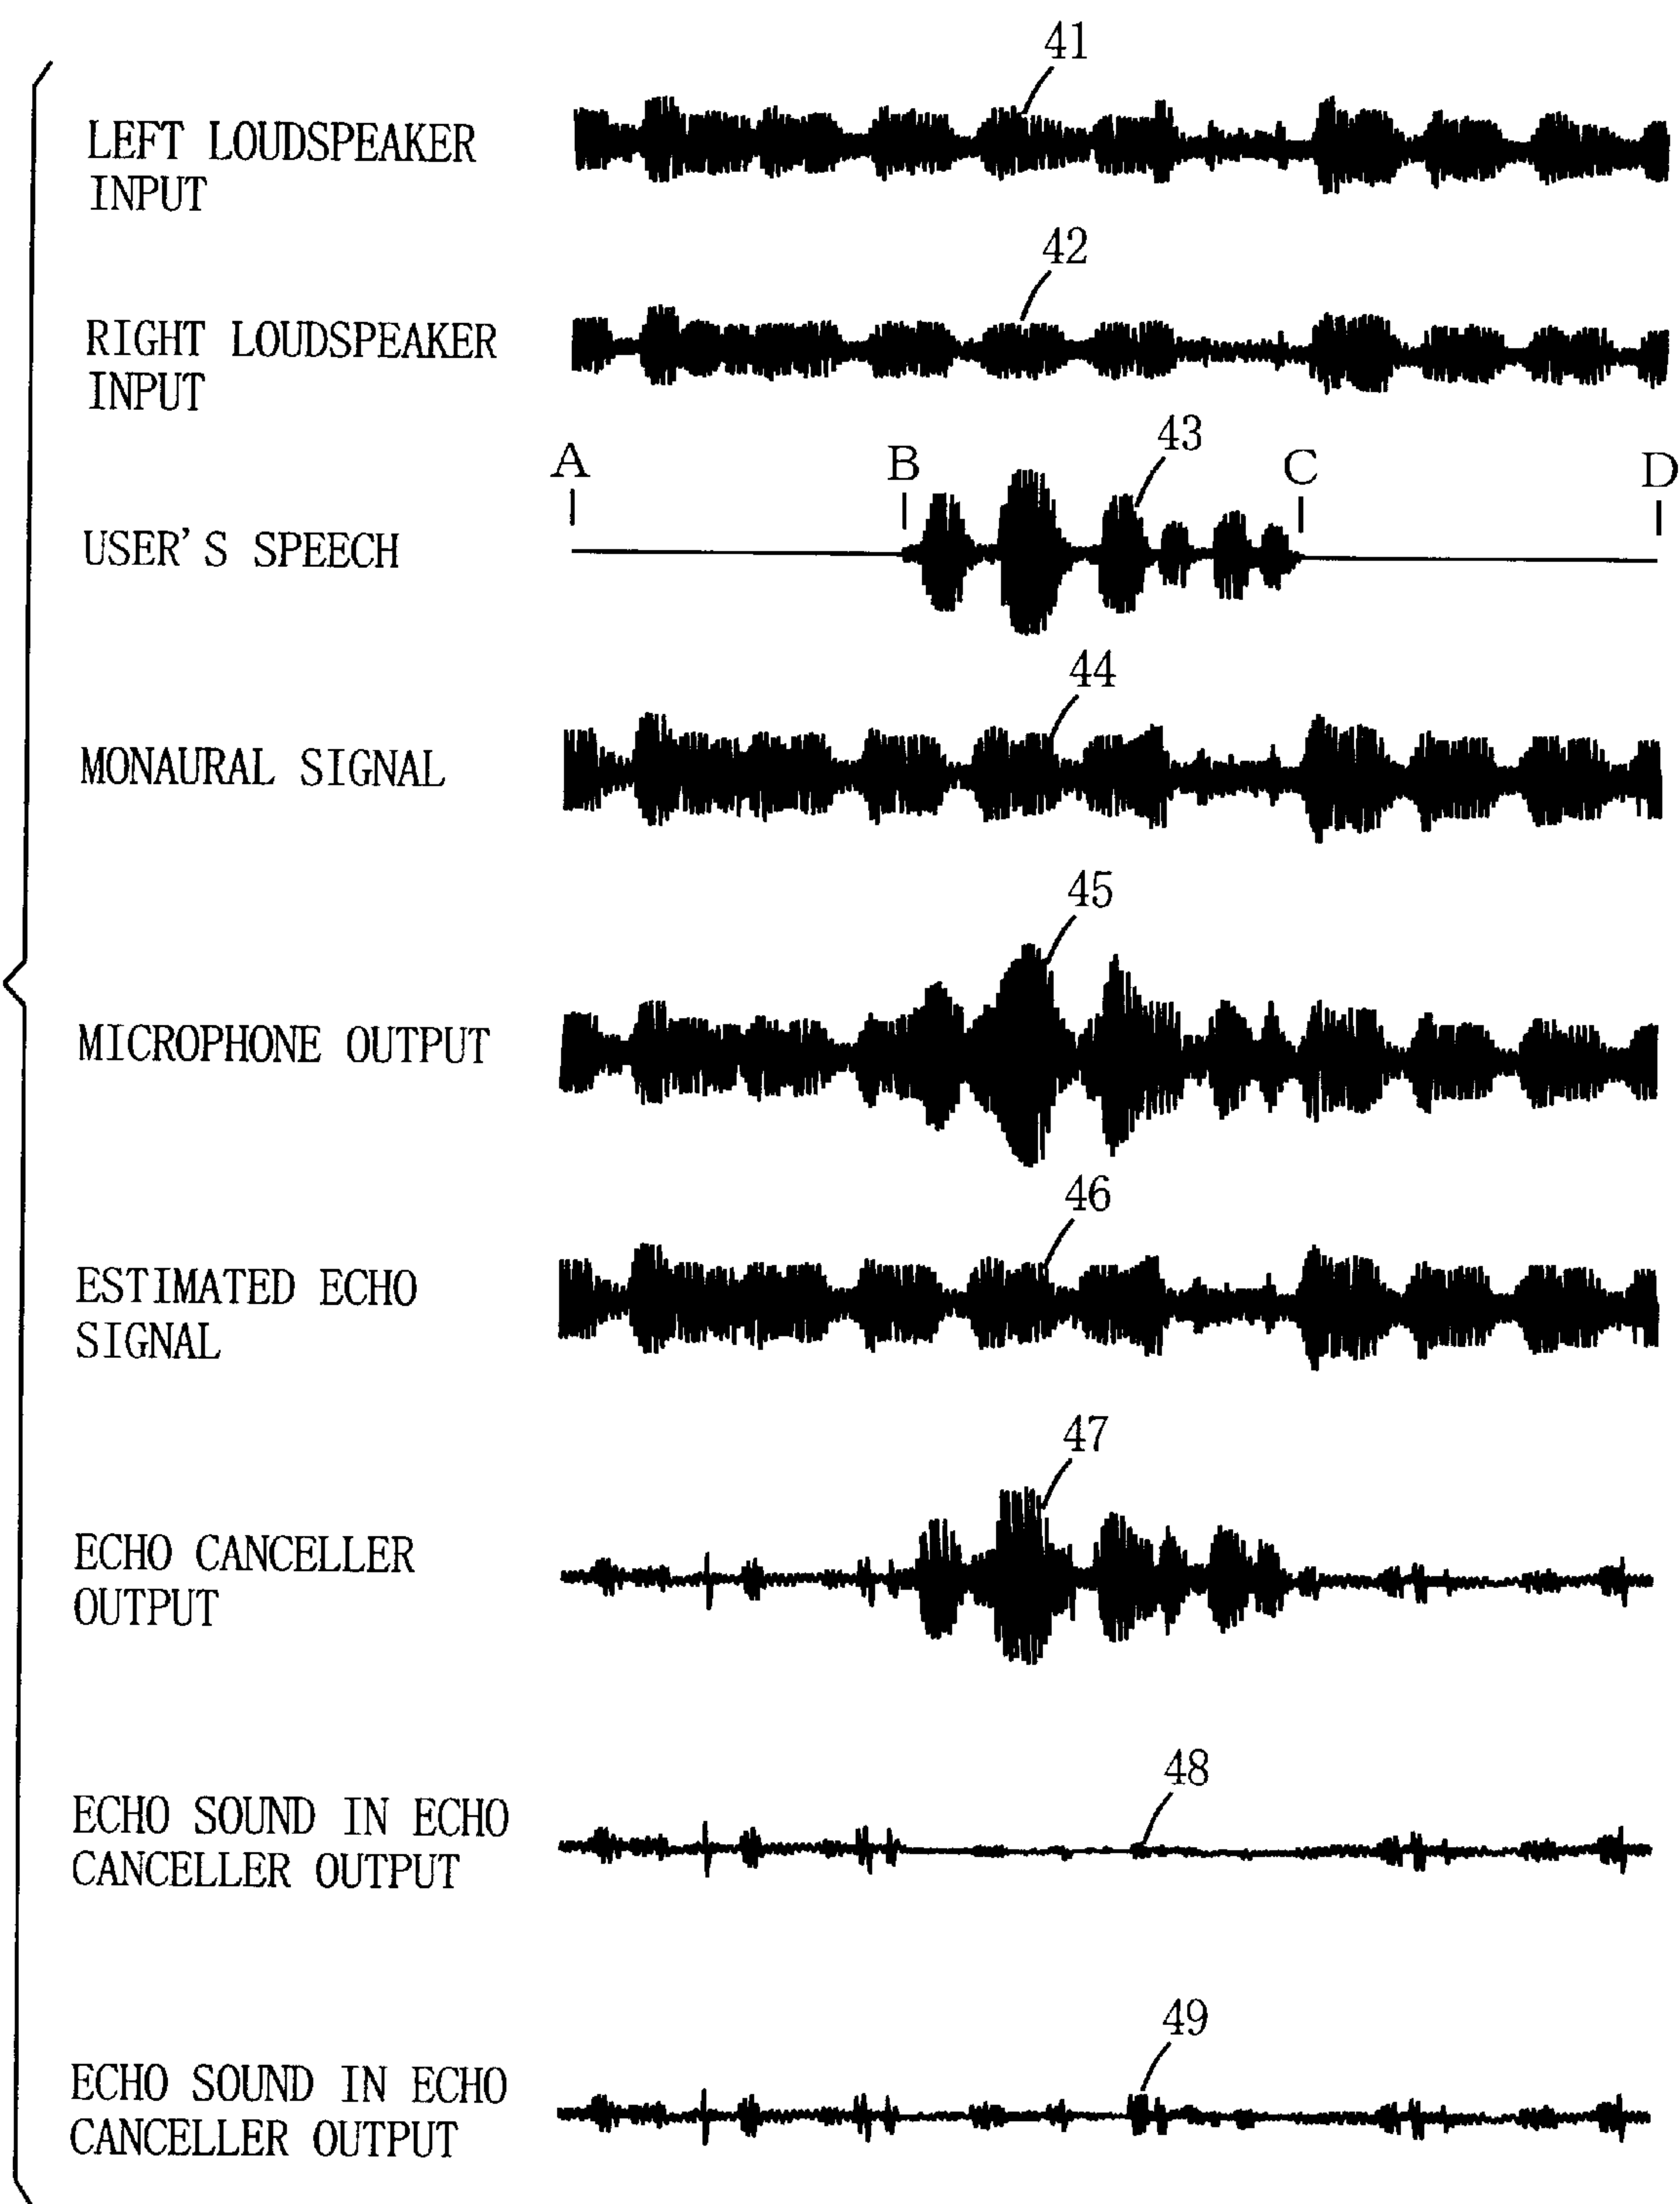 41
LEFT LOUDSPEAKER
INPUT
42
RIGHT LOUDSPEAKER
INPUT
43
A B C D
USER'S SPEECH
44
MONAURAL SIGNAL
45
MICROPHONE OUTPUT
46
ESTIMATED ECHO
SIGNAL
47
ECHO CANCELLER
OUTPUT
48
ECHO SOUND IN ECHO
CANCELLER OUTPUT
49
ECHO SOUND IN ECHO
CANCELLER OUTPUT